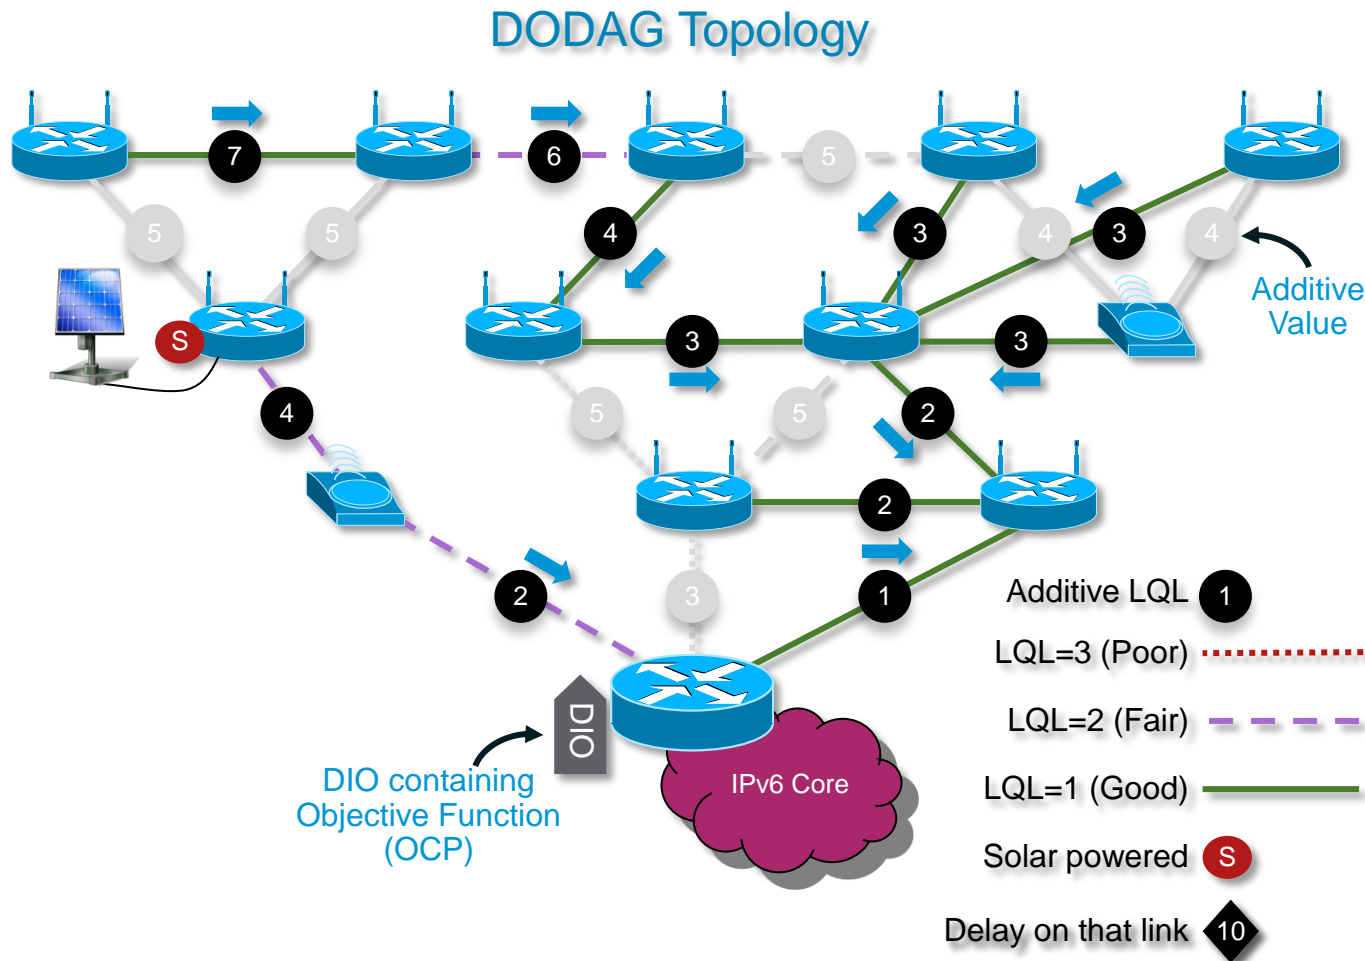 DODAG Topology
7
6
5
5
5
4
3
4
3
4
Additive
Value
S
3
3
4
5
5
2
2
2
3
1
Additive LQL 1
LQL=3 (Poor)
LQL=2 (Fair)
LQL=1 (Good)
Solar powered S
Delay on that link 10
DIO
DIO containing
Objective Function
(OCP)
IPv6 Core